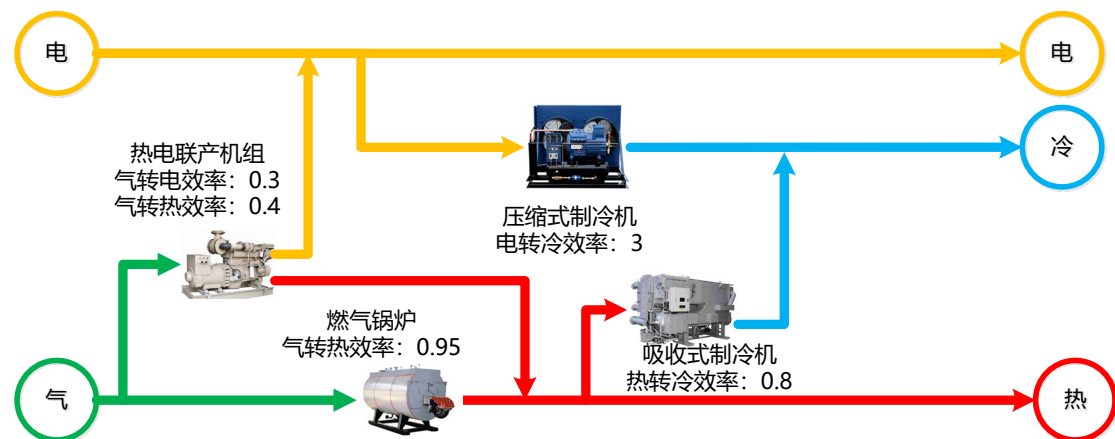 电
电
冷
热电联产机组
气转电效率：0.3
气转热效率：0.4
压缩式制冷机
电转冷效率：3
燃气锅炉
气转热效率：0.95
吸收式制冷机
热转冷效率：0.8
气
热